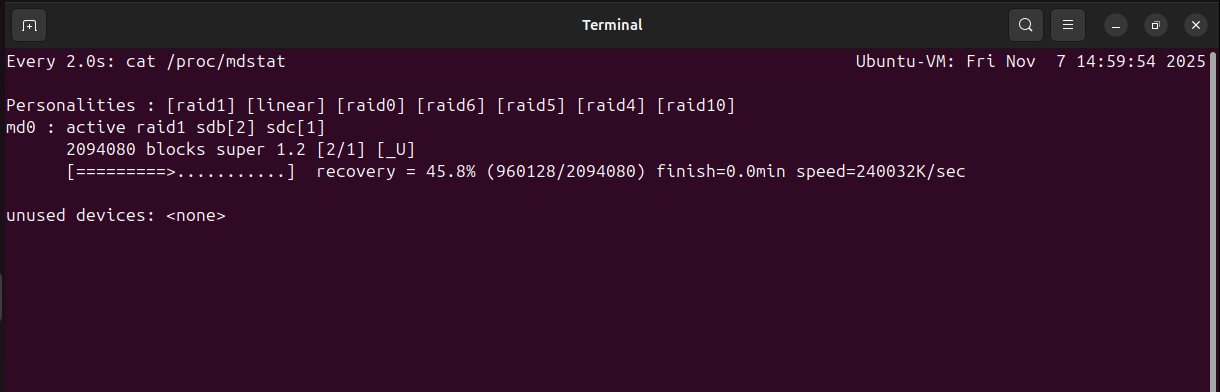 Terminal
Every 2.0s: cat /proc/mdstat Ubuntu-VM: Fri Nov  7 14:59:54 2025
Personalities : [raid1] [linear] [raid0] [raid6] [raid5] [raid4] [raid10]
md0 : active raid1 sdb[2] sdc[1]
      2094080 blocks super 1.2 [2/1] [_U]
      [=========>...........]  recovery = 45.8% (960128/2094080) finish=0.0min speed=240032K/sec
unused devices: <none>